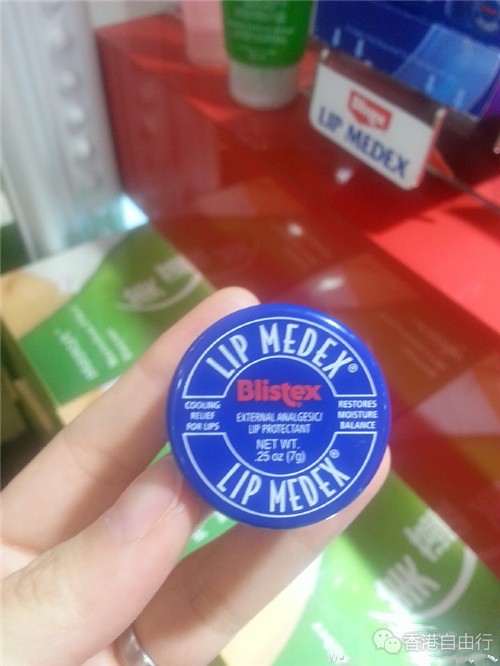 Blistex
LIP MEDEX
LIP MEDEX®
Blistex®
COOLING
RELIEF
FOR LIPS
EXTERNAL ANALGESIC/
LIP PROTECTANT
RESTORES
MOISTURE
BALANCE
NET WT.
.25 oz (7g)
LIP MEDEX®
香港自由行